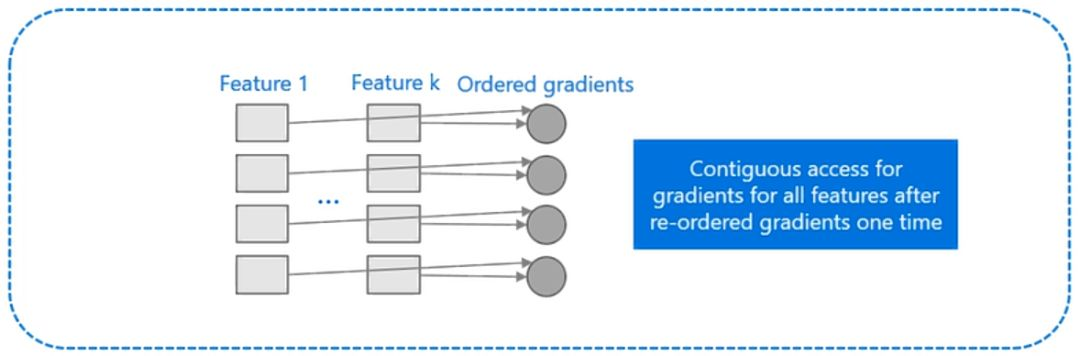 Feature 1
Feature k
Ordered gradients
...
Contiguous access for
gradients for all features after
re-ordered gradients one time